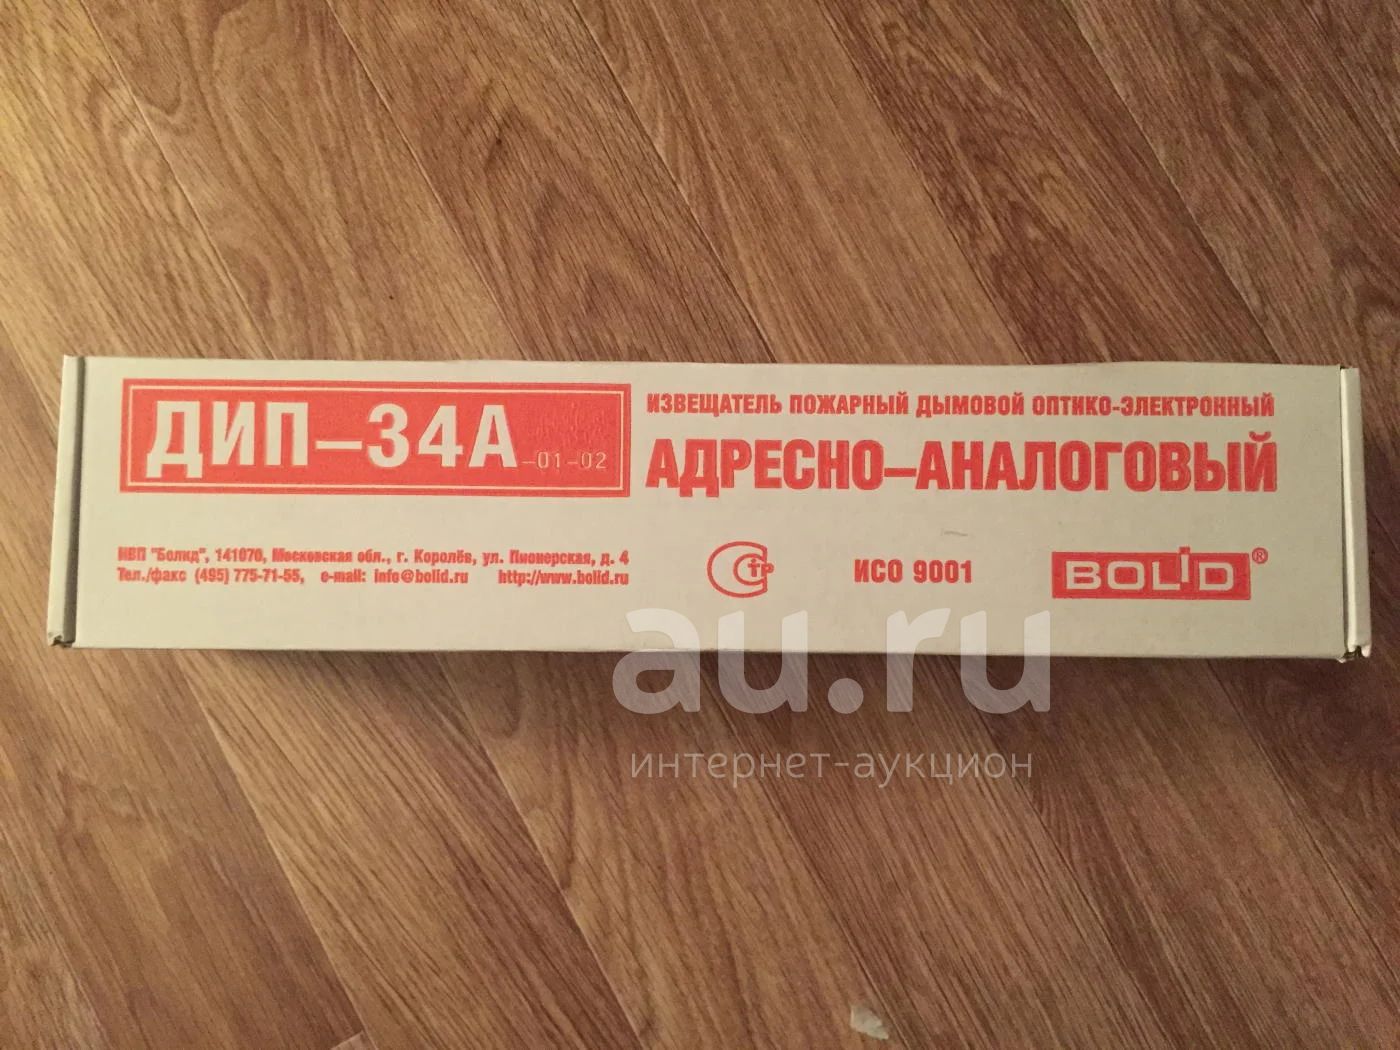 ДИП-34А-01-02
ИЗВЕЩАТЕЛЬ ПОЖАРНЫЙ ДЫМОВОЙ ОПТИКО-ЭЛЕКТРОННЫЙ
АДРЕСНО-АНАЛОГОВЫЙ
НВП "Болид", 141070, Московская обл., г. Королёв, ул. Пионерская, д. 4
Тел./факс (495) 775-71-55, e-mail: info@bolid.ru http://www.bolid.ru
СТР
ИСО 9001
BOLID®
au.ru
интернет-аукцион